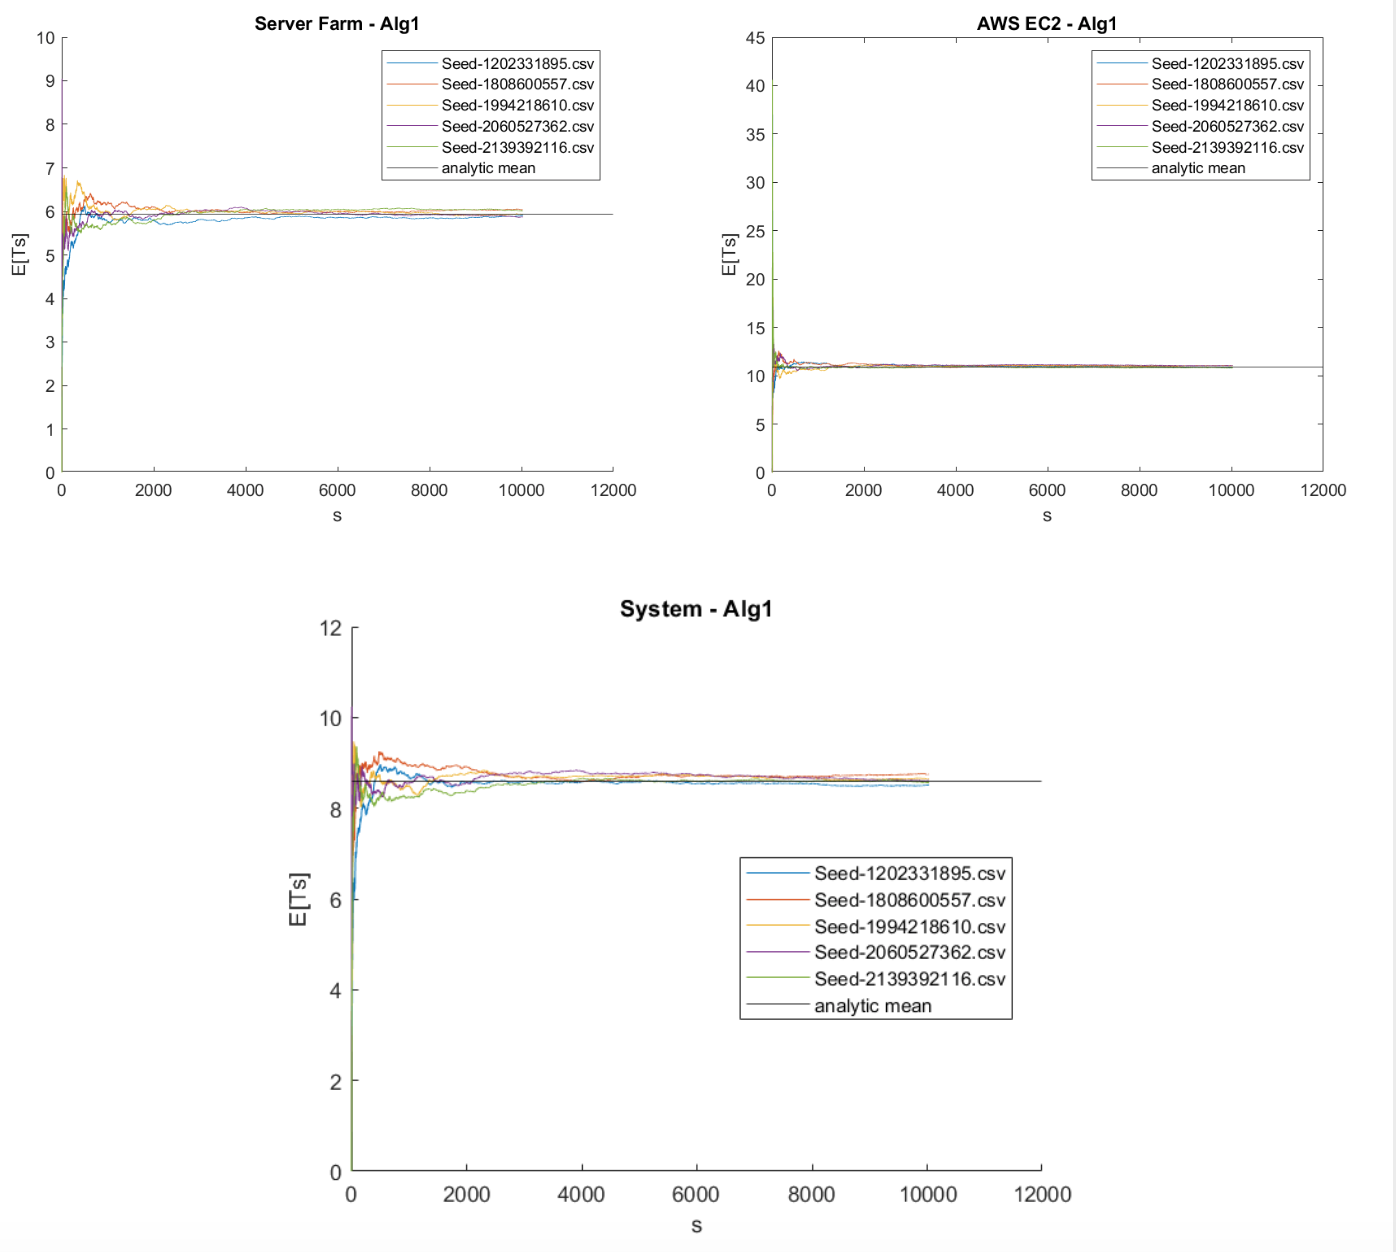 Server Farm - Alg1
10
9
8
7
6
5
4
3
2
1
0
E[Ts]
Seed-1202331895.csv
Seed-1808600557.csv
Seed-1994218610.csv
Seed-2060527362.csv
Seed-2139392116.csv
analytic mean
0 2000 4000 6000 8000 10000 12000
s
AWS EC2 - Alg1
45
40
35
30
25
20
15
10
5
0
E[Ts]
Seed-1202331895.csv
Seed-1808600557.csv
Seed-1994218610.csv
Seed-2060527362.csv
Seed-2139392116.csv
analytic mean
0 2000 4000 6000 8000 10000 12000
s
System - Alg1
12
10
8
6
4
2
0
E[Ts]
Seed-1202331895.csv
Seed-1808600557.csv
Seed-1994218610.csv
Seed-2060527362.csv
Seed-2139392116.csv
analytic mean
0 2000 4000 6000 8000 10000 12000
s